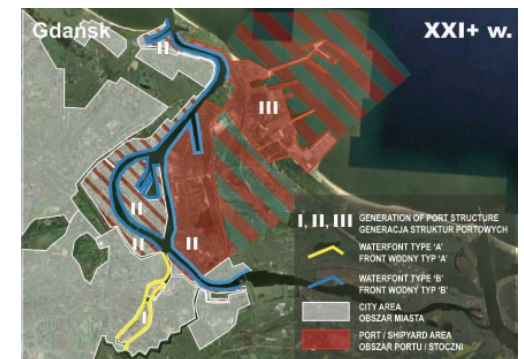 Gdańsk
XXI+ w.
II
III
II
II
II
I
I, II, III GENERATION OF PORT STRUCTURE
GENERACJA STRUKTUR PORTOWYCH
WATERFONT TYPE 'A'
FRONT WODNY TYP 'A'
WATERFONT TYPE 'B'
FRONT WODNY TYP 'B'
CITY AREA
OBSZAR MIASTA
PORT / SHIPYARD AREA
OBSZAR PORTU / STOCZNI